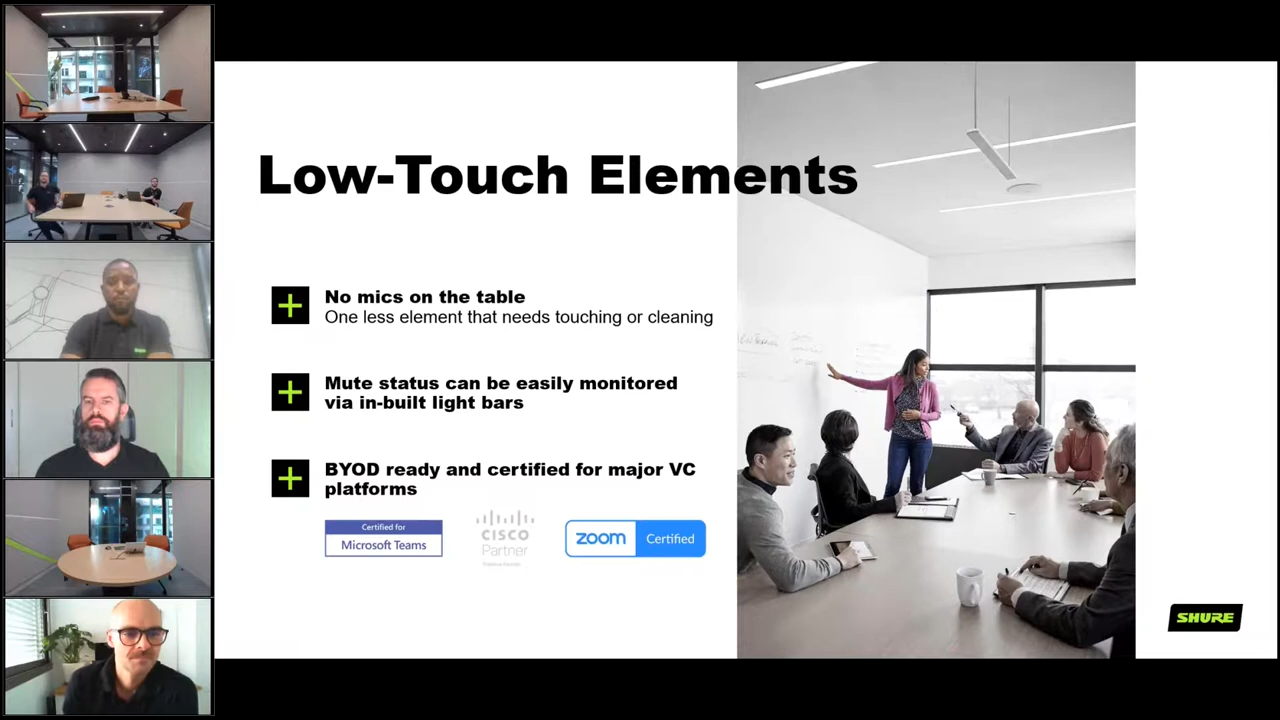 Low-Touch Elements
No mics on the table
One less element that needs touching or cleaning
Mute status can be easily monitored
via in-built light bars
BYOD ready and certified for major VC
platforms
Certified for
Microsoft Teams
CISCO
Partner
zoom Certified
SHURE